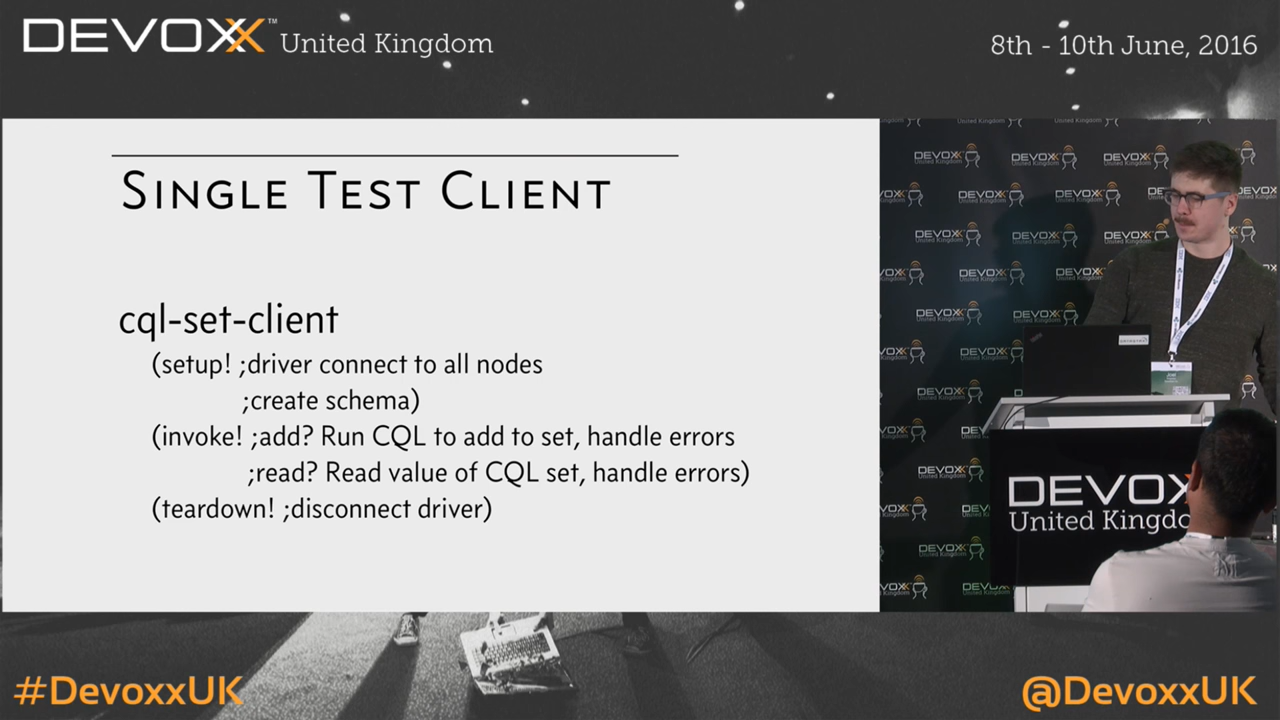 DEVOXX™ United Kingdom
8th - 10th June, 2016
SINGLE TEST CLIENT
cql-set-client
(setup! ;driver connect to all nodes
;create schema)
(invoke! ;add? Run CQL to add to set, handle errors
;read? Read value of CQL set, handle errors)
(teardown! ;disconnect driver)
DEVOX
United Kingdo
#DevoxxUK
@DevoxxUK